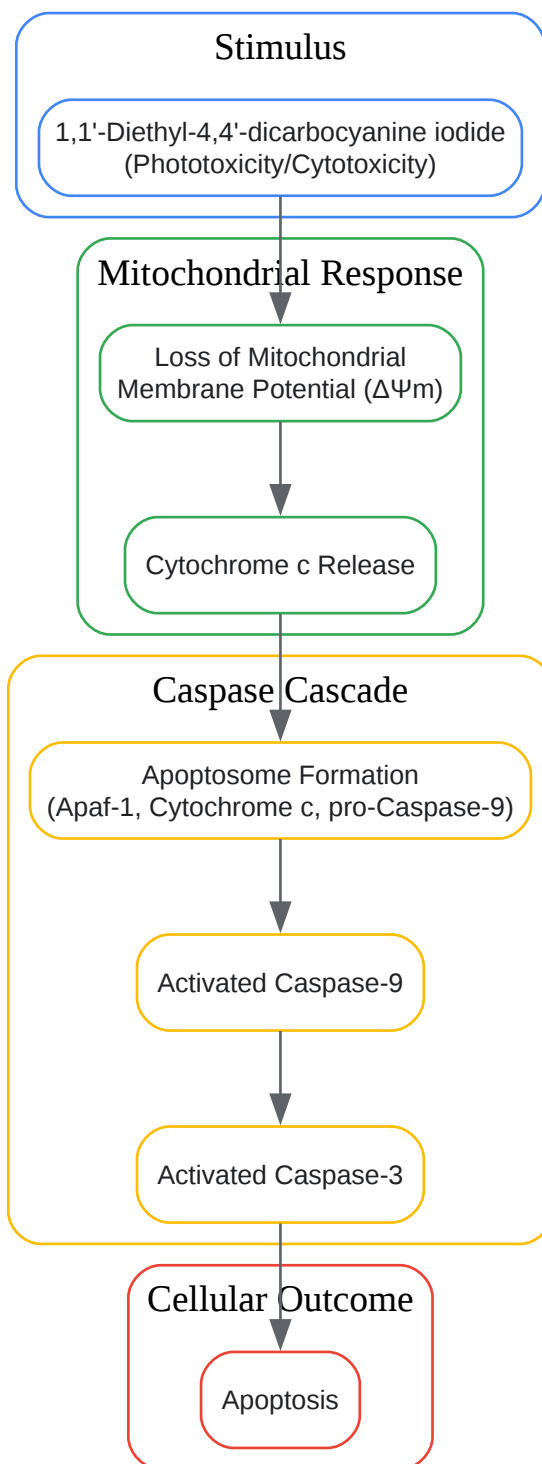 Stimulus
1,1'-Diethyl-4,4'-dicarbocyanine iodide
(Phototoxicity/Cytotoxicity)
Mitochondrial Response
Loss of Mitochondrial
Membrane Potential (ΔΨm)
Cytochrome c Release
Caspase Cascade
Apoptosome Formation
(Apaf-1, Cytochrome c, pro-Caspase-9)
Activated Caspase-9
Activated Caspase-3
Cellular Outcome
Apoptosis